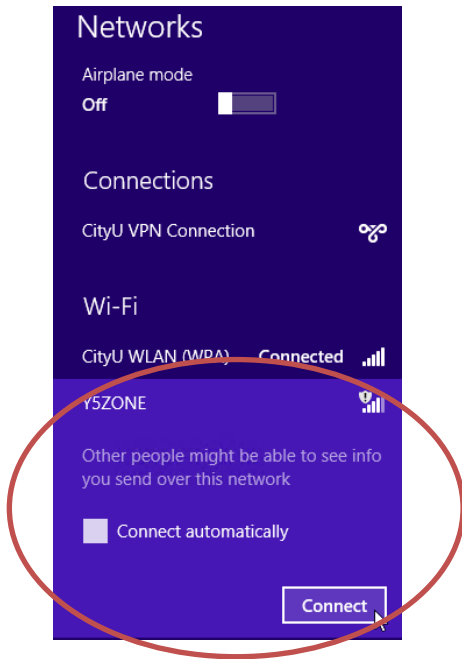 Networks
Airplane mode
Off
Connections
CityU VPN Connection
Wi-Fi
CityU WLAN (WPA) Connected
Y5ZONE
Other people might be able to see info
you send over this network
Connect automatically
Connect